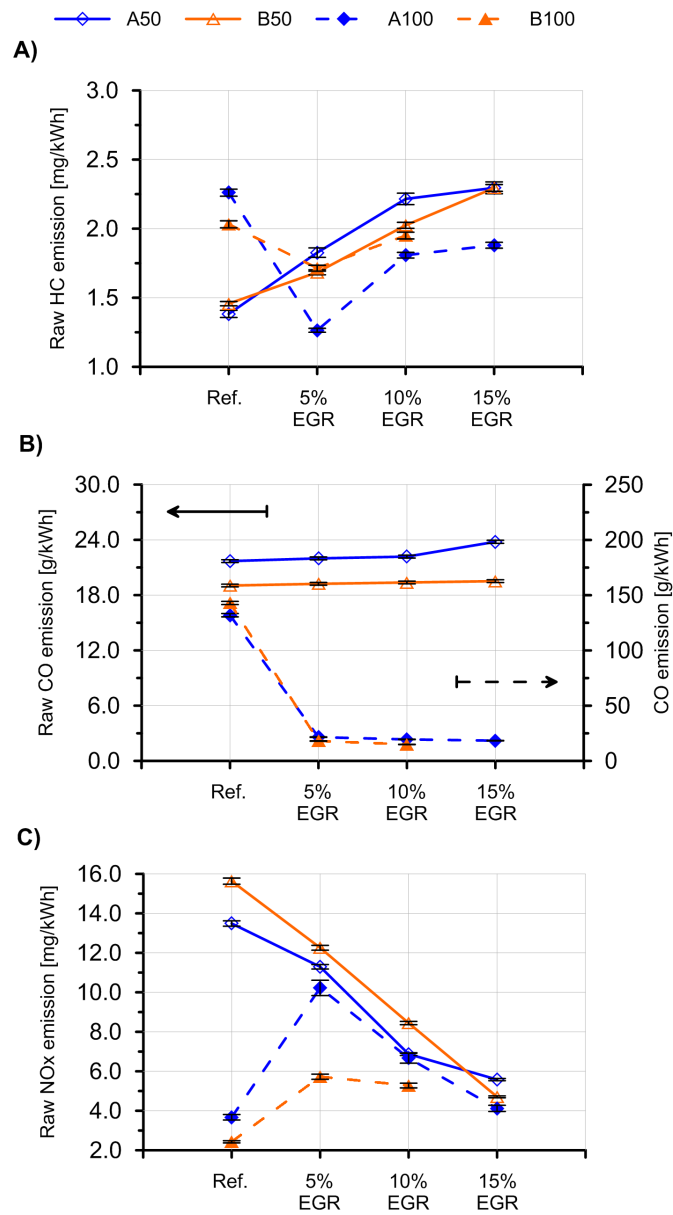 A50 B50 A100 B100
A)
Raw HC emission [mg/kWh]
3.0
2.5
2.0
1.5
1.0
Ref. 5% 10% 15%
EGR EGR EGR
B)
Raw CO emission [g/kWh]
30.0 250
24.0 200
18.0 150
12.0 100
6.0 50
0.0 0
CO emission [g/kWh]
Ref. 5% 10% 15%
EGR EGR EGR
C)
Raw NOx emission [mg/kWh]
16.0
14.0
12.0
10.0
8.0
6.0
4.0
2.0
Ref. 5% 10% 15%
EGR EGR EGR